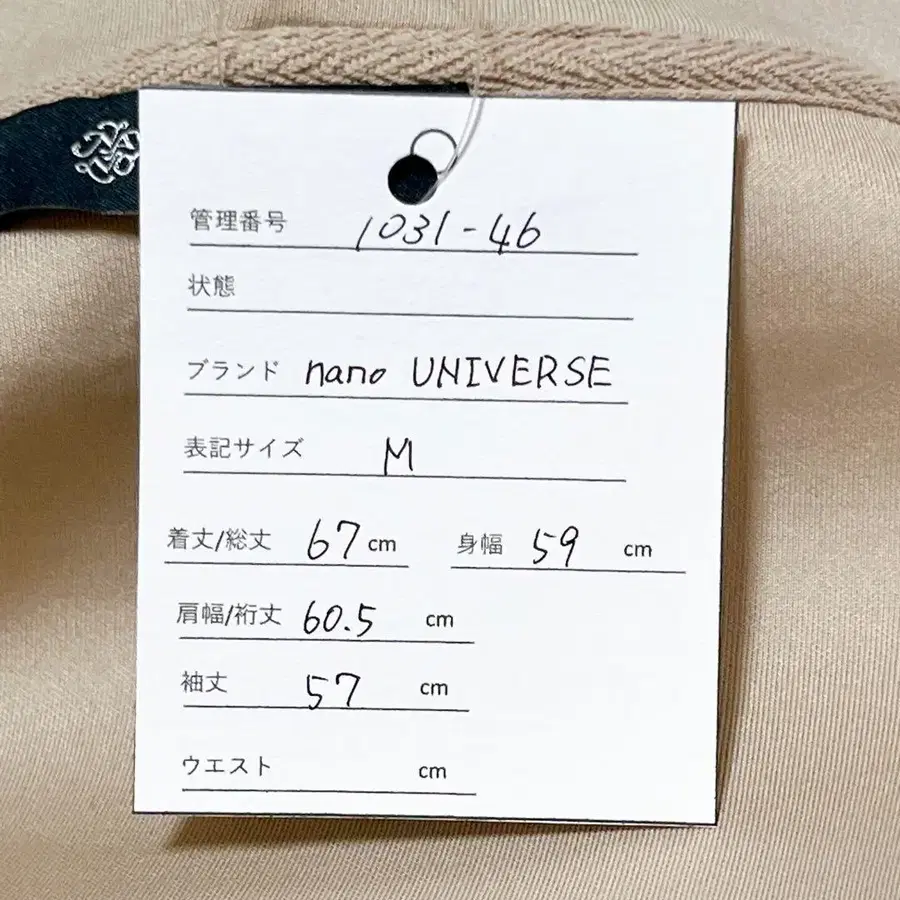 管理番号 1031-46
状態
ブランド nano UNIVERSE
表記サイズ M
着丈/総丈 67 cm 身幅 59 cm
肩幅/裄丈 60.5 cm
袖丈 57 cm
ウエスト cm